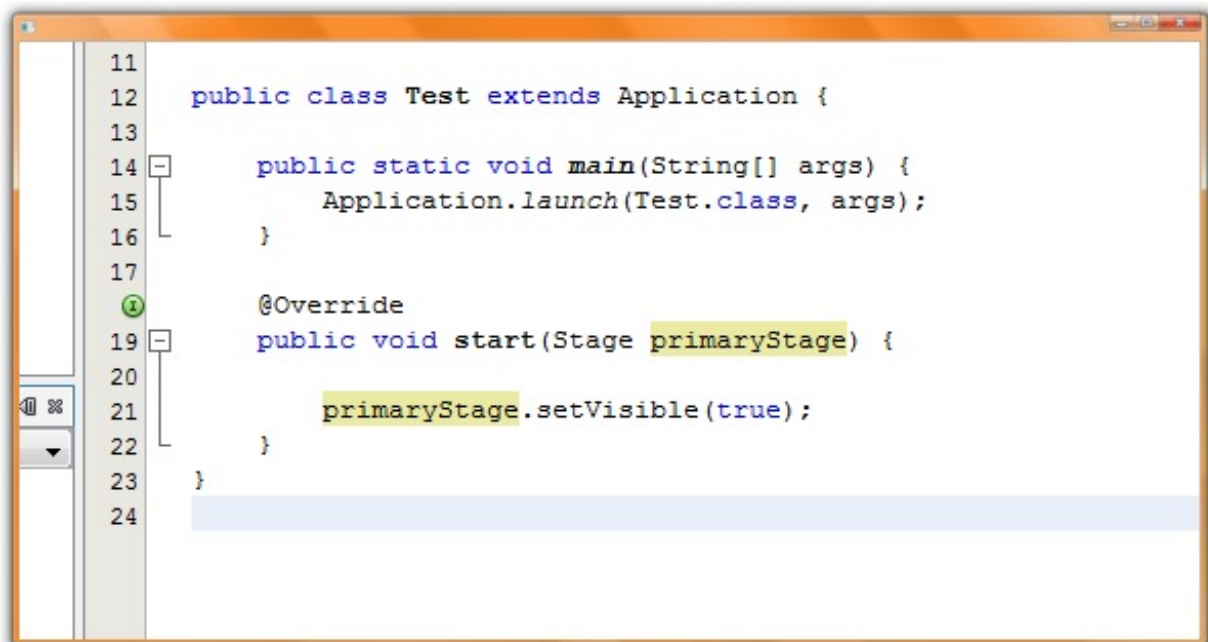 11
12 public class Test extends Application {
13
14 public static void main(String[] args) {
15 Application.launch(Test.class, args);
16 }
17
@Override
19 public void start(Stage primaryStage) {
20
21 primaryStage.setVisible(true);
22 }
23 }
24